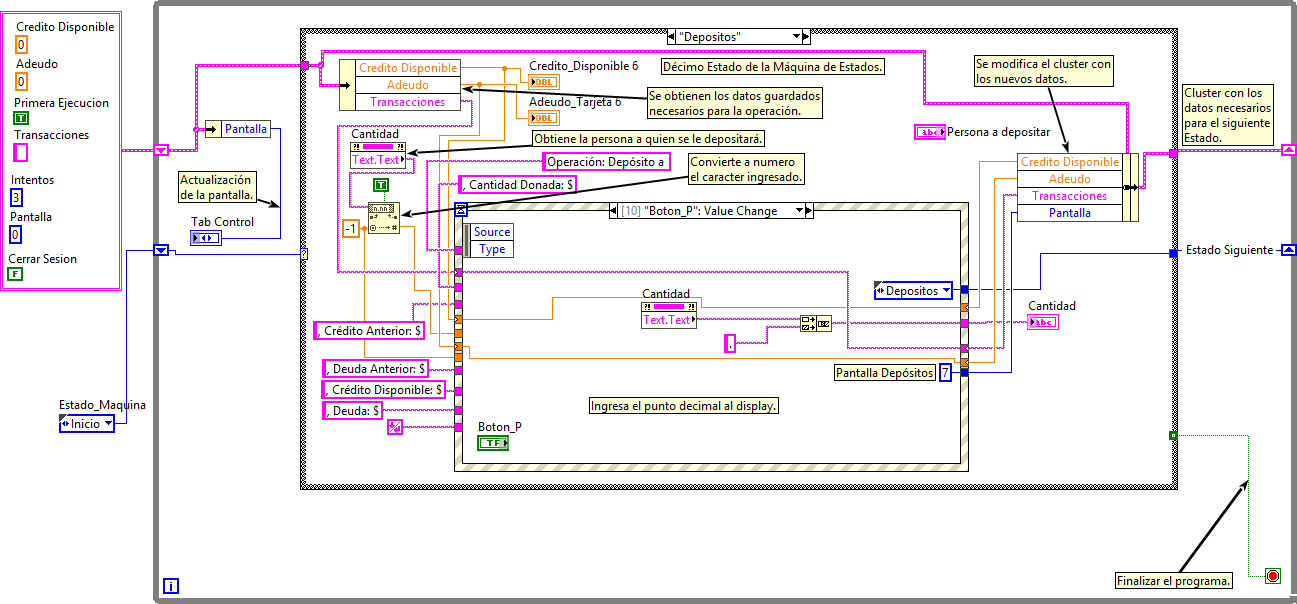 Credito Disponible
0
Adeudo
0
Primera Ejecucion
T
Transacciones
Intentos
3
Pantalla
0
Cerrar Sesion
F
Estado_Maquina
Inicio
Pantalla
Actualización
de la pantalla.
Tab Control
"Depositos"
Credito Disponible
Adeudo
Transacciones
Credito_Disponible 6
DBL
Adeudo_Tarjeta 6
DBL
Décimo Estado de la Máquina de Estados.
Se obtienen los datos guardados
necesarios para la operación.
Se modifica el cluster con
los nuevos datos.
Cluster con los
datos necesarios
para el siguiente
Estado.
Cantidad
Text.Text
Obtiene la persona a quien se le depositará.
Operación: Depósito a
Convierte a numero
el caracter ingresado.
, Cantidad Donada: $
abc
Persona a depositar
Credito Disponible
Adeudo
Transacciones
Pantalla
T
-1
[10] "Boton_P": Value Change
Source
Type
Estado Siguiente
Depositos
Cantidad
Text.Text
.
Cantidad
abc
, Crédito Anterior: $
, Deuda Anterior: $
, Crédito Disponible: $
, Deuda: $
Pantalla Depósitos
7
Ingresa el punto decimal al display.
Boton_P
TF
Finalizar el programa.
i